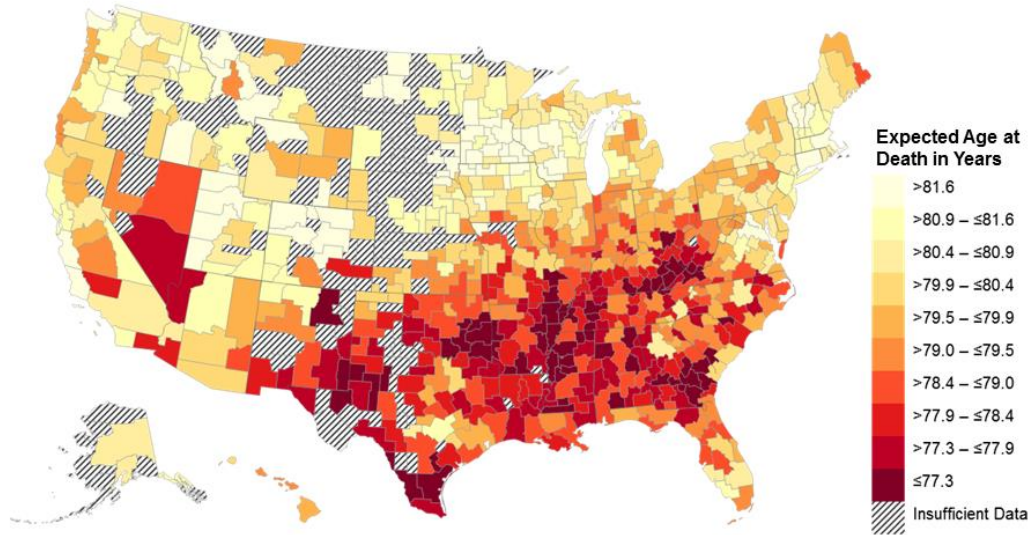 Expected Age at
Death in Years
>81.6
>80.9 – ≤81.6
>80.4 – ≤80.9
>79.9 – ≤80.4
>79.5 – ≤79.9
>79.0 – ≤79.5
>78.4 – ≤79.0
>77.9 – ≤78.4
>77.3 – ≤77.9
≤77.3
Insufficient Data